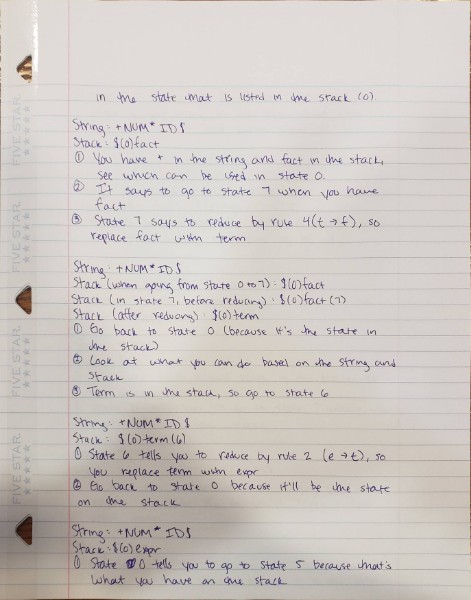 in the state that is listed in the stack (0)
String: +NUM*ID$
Stack: $(0)fact
① You have + in the string and fact in the stack,
see which can be used in state 0.
② It says to go to state 7 when you have
fact
③ State 7 says to reduce by rule 4(t→f), so
replace fact with term
String: +NUM*ID$
Stack (when going from state 0 to 7): $(0)fact
Stack (in state 7, before reducing): $(0)fact(7)
Stack (after reducing): $(0)term
① Go back to state 0 (because it's the state in
the stack)
② Look at what you can do based on the string and
stack
③ Term is in the stack, so go to state 6
String: +NUM*ID$
Stack: $(0)term(6)
① State 6 tells you to reduce by rule 2 (e→t), so
you replace term with expr
② Go back to state 0 because it'll be the state
on the stack
String: +NUM*ID$
Stack: $(0)expr
① State 0 tells you to go to state 5 because that's
what you have on the stack
FIVE STAR
FIVE STAR
FIVE STAR
FIVE STAR